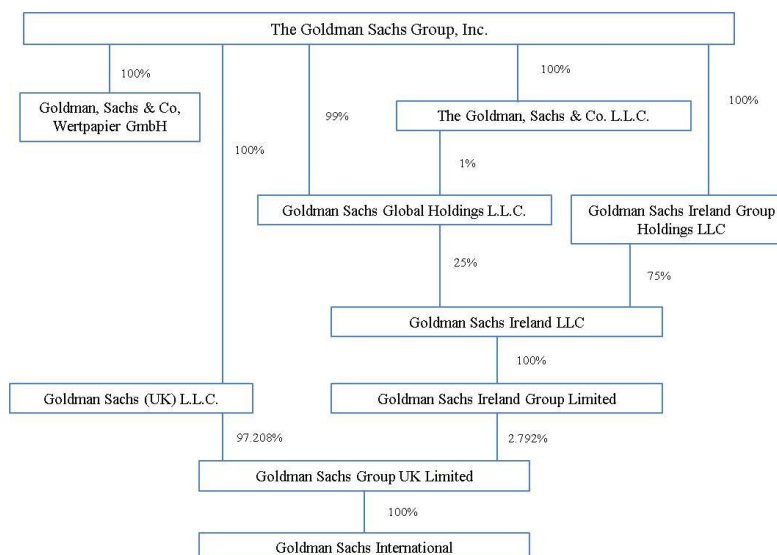 The Goldman Sachs Group, Inc.
100%
100%
100%
Goldman, Sachs & Co,
Wertpapier GmbH
99%
The Goldman, Sachs & Co. L.L.C.
100%
1%
Goldman Sachs Global Holdings L.L.C.
Goldman Sachs Ireland Group
Holdings LLC
25%
75%
Goldman Sachs Ireland LLC
100%
Goldman Sachs (UK) L.L.C.
Goldman Sachs Ireland Group Limited
97.208%
2.792%
Goldman Sachs Group UK Limited
100%
Goldman Sachs International